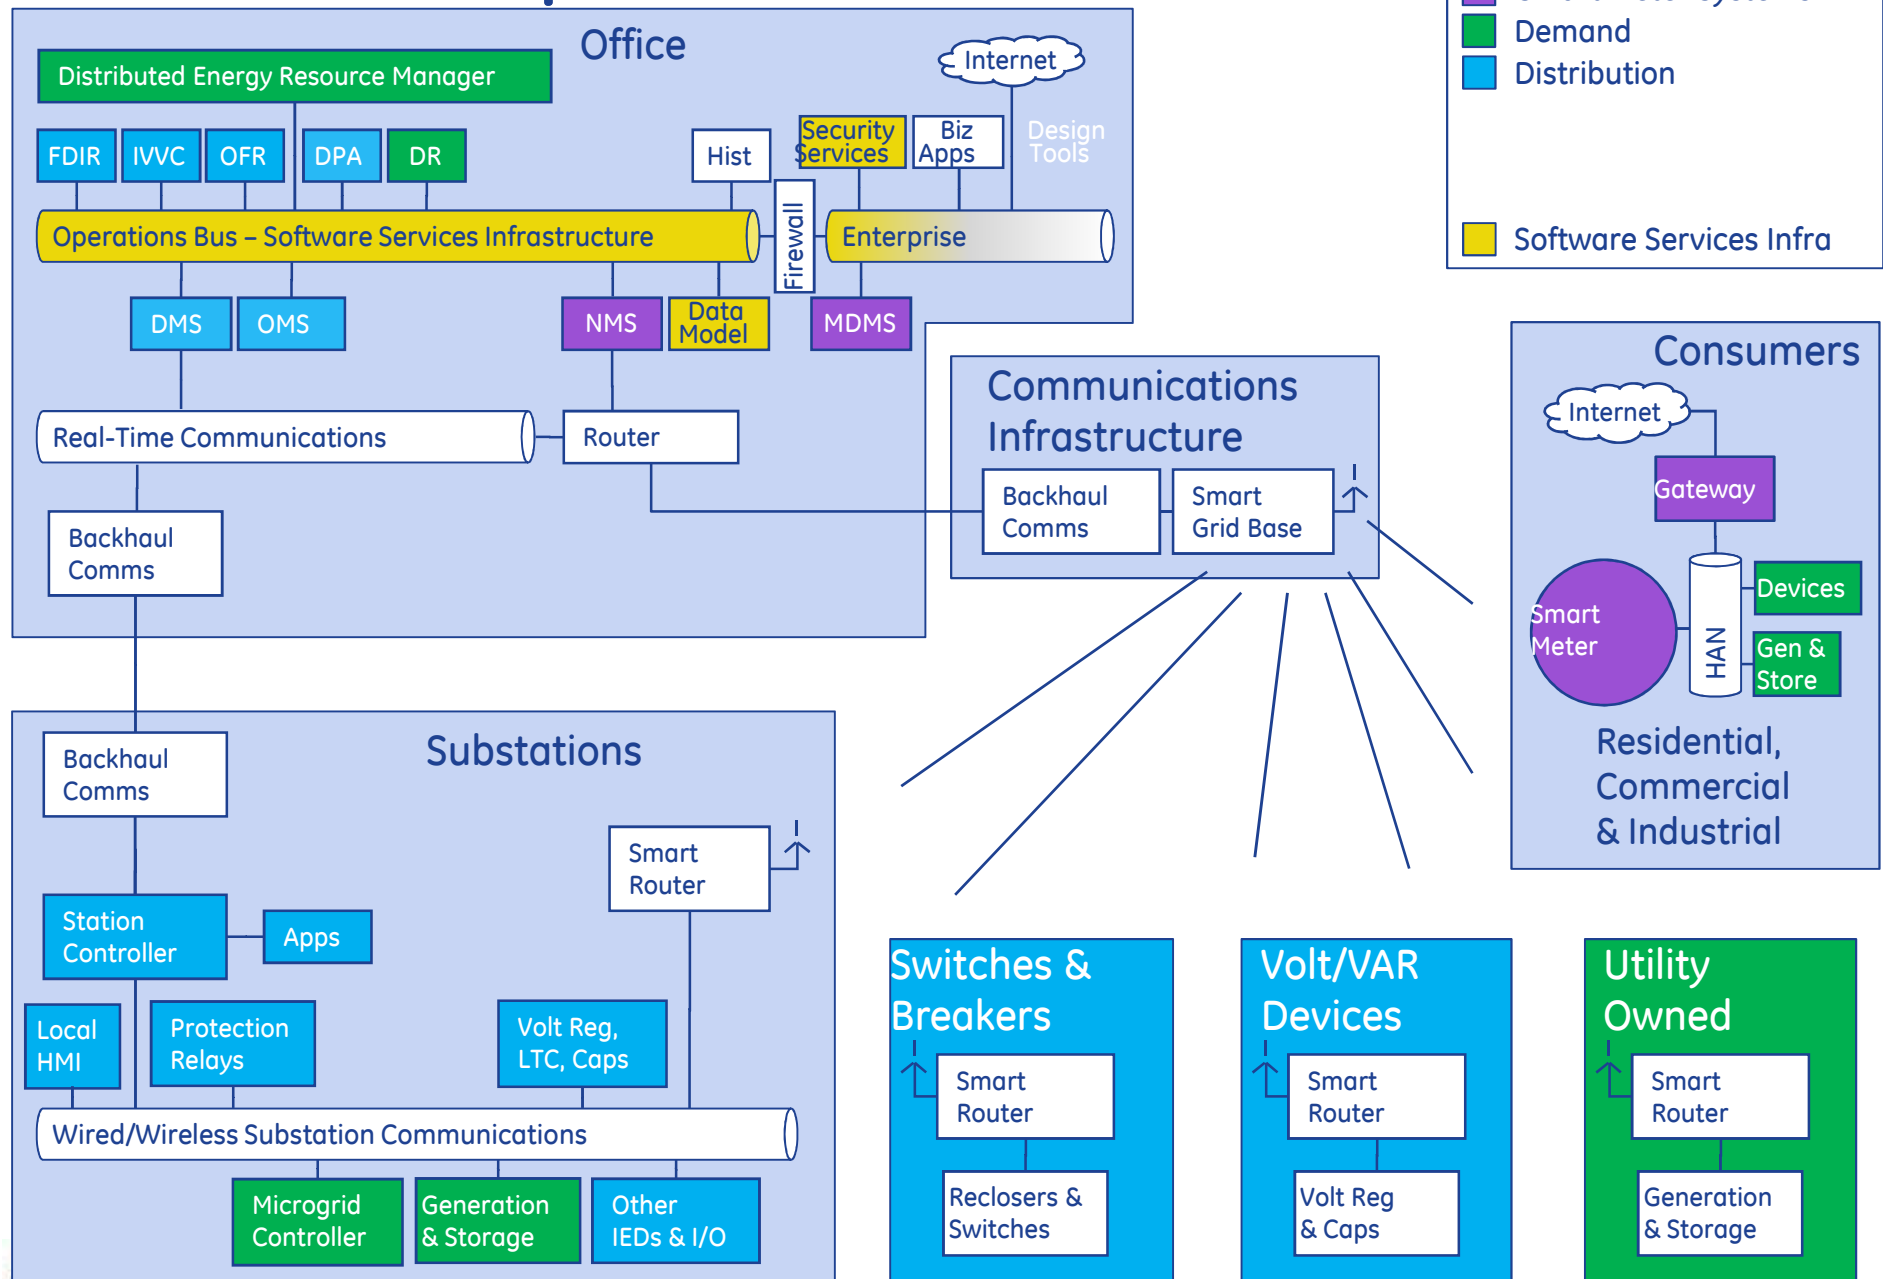 Office
Distributed Energy Resource Manager
Internet
FDIR
IVVC
OFR
DPA
DR
Hist
Security
Services
Biz
Apps
Design
Tools
Operations Bus – Software Services Infrastructure
Firewall
Enterprise
DMS
OMS
NMS
Data
Model
MDMS
Real-Time Communications
Router
Backhaul
Comms
Demand
Distribution
Software Services Infra
Communications
Infrastructure
Backhaul
Comms
Smart
Grid Base
Consumers
Internet
Gateway
Smart
Meter
HAN
Devices
Gen &
Store
Residential,
Commercial
& Industrial
Substations
Backhaul
Comms
Smart
Router
Station
Controller
Apps
Local
HMI
Protection
Relays
Volt Reg,
LTC, Caps
Wired/Wireless Substation Communications
Microgrid
Controller
Generation
& Storage
Other
IEDs & I/O
Switches &
Breakers
Smart
Router
Reclosers &
Switches
Volt/VAR
Devices
Smart
Router
Volt Reg
& Caps
Utility
Owned
Smart
Router
Generation
& Storage